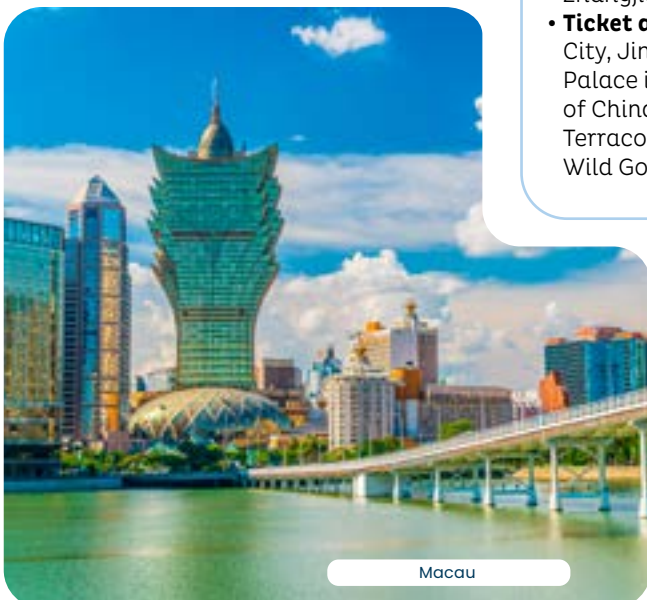 • Ticket
City, Jin
Palace i
of China
Terraco
Wild Go
Macau